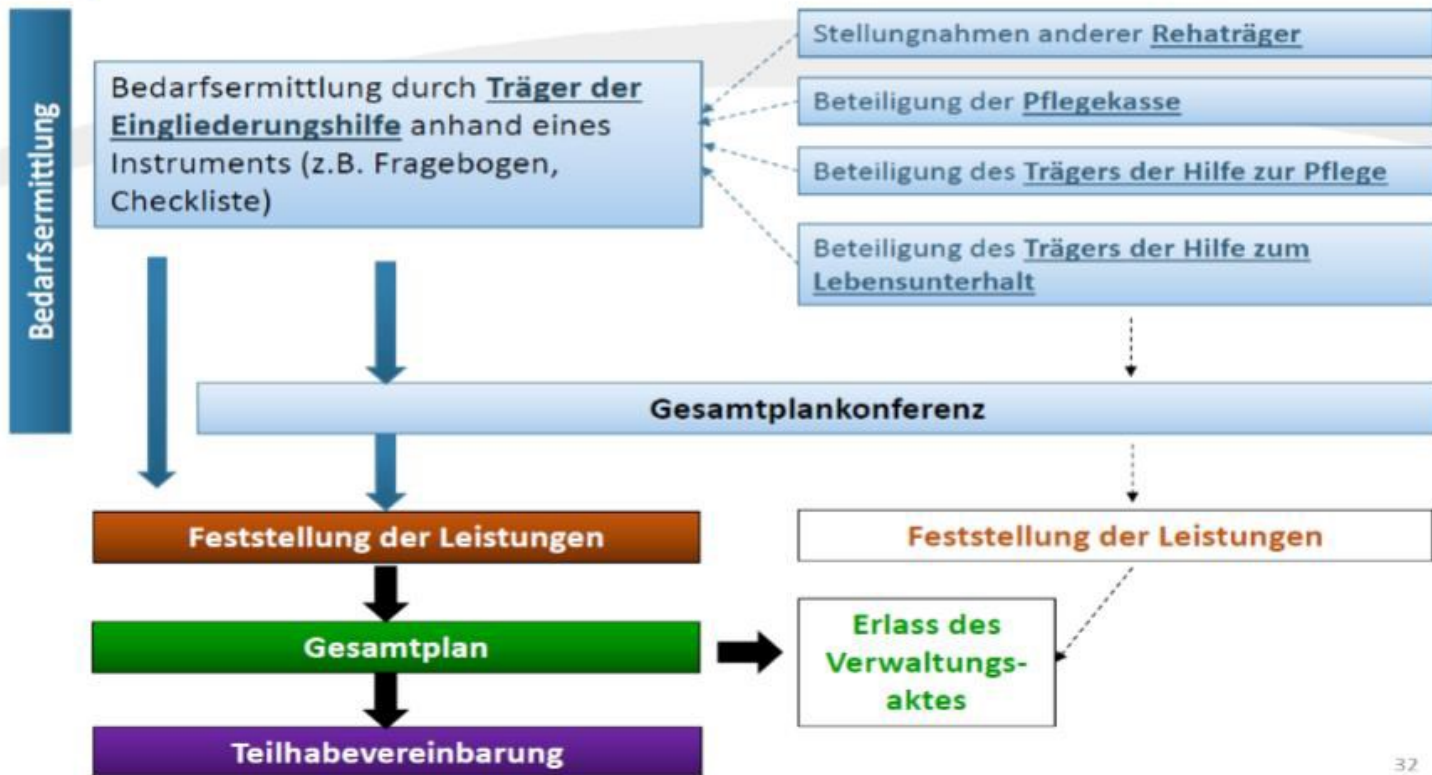 Bedarfsermittlung
Bedarfsermittlung durch Träger der
Eingliederungshilfe anhand eines
Instruments (z.B. Fragebogen,
Checkliste)
Stellungnahmen anderer Rehaträger
Beteiligung der Pflegekasse
Beteiligung des Trägers der Hilfe zur Pflege
Beteiligung des Trägers der Hilfe zum
Lebensunterhalt
Gesamtplankonferenz
Feststellung der Leistungen
Feststellung der Leistungen
Gesamtplan
Erlass des
Verwaltungs-
aktes
Teilhabevereinbarung
32